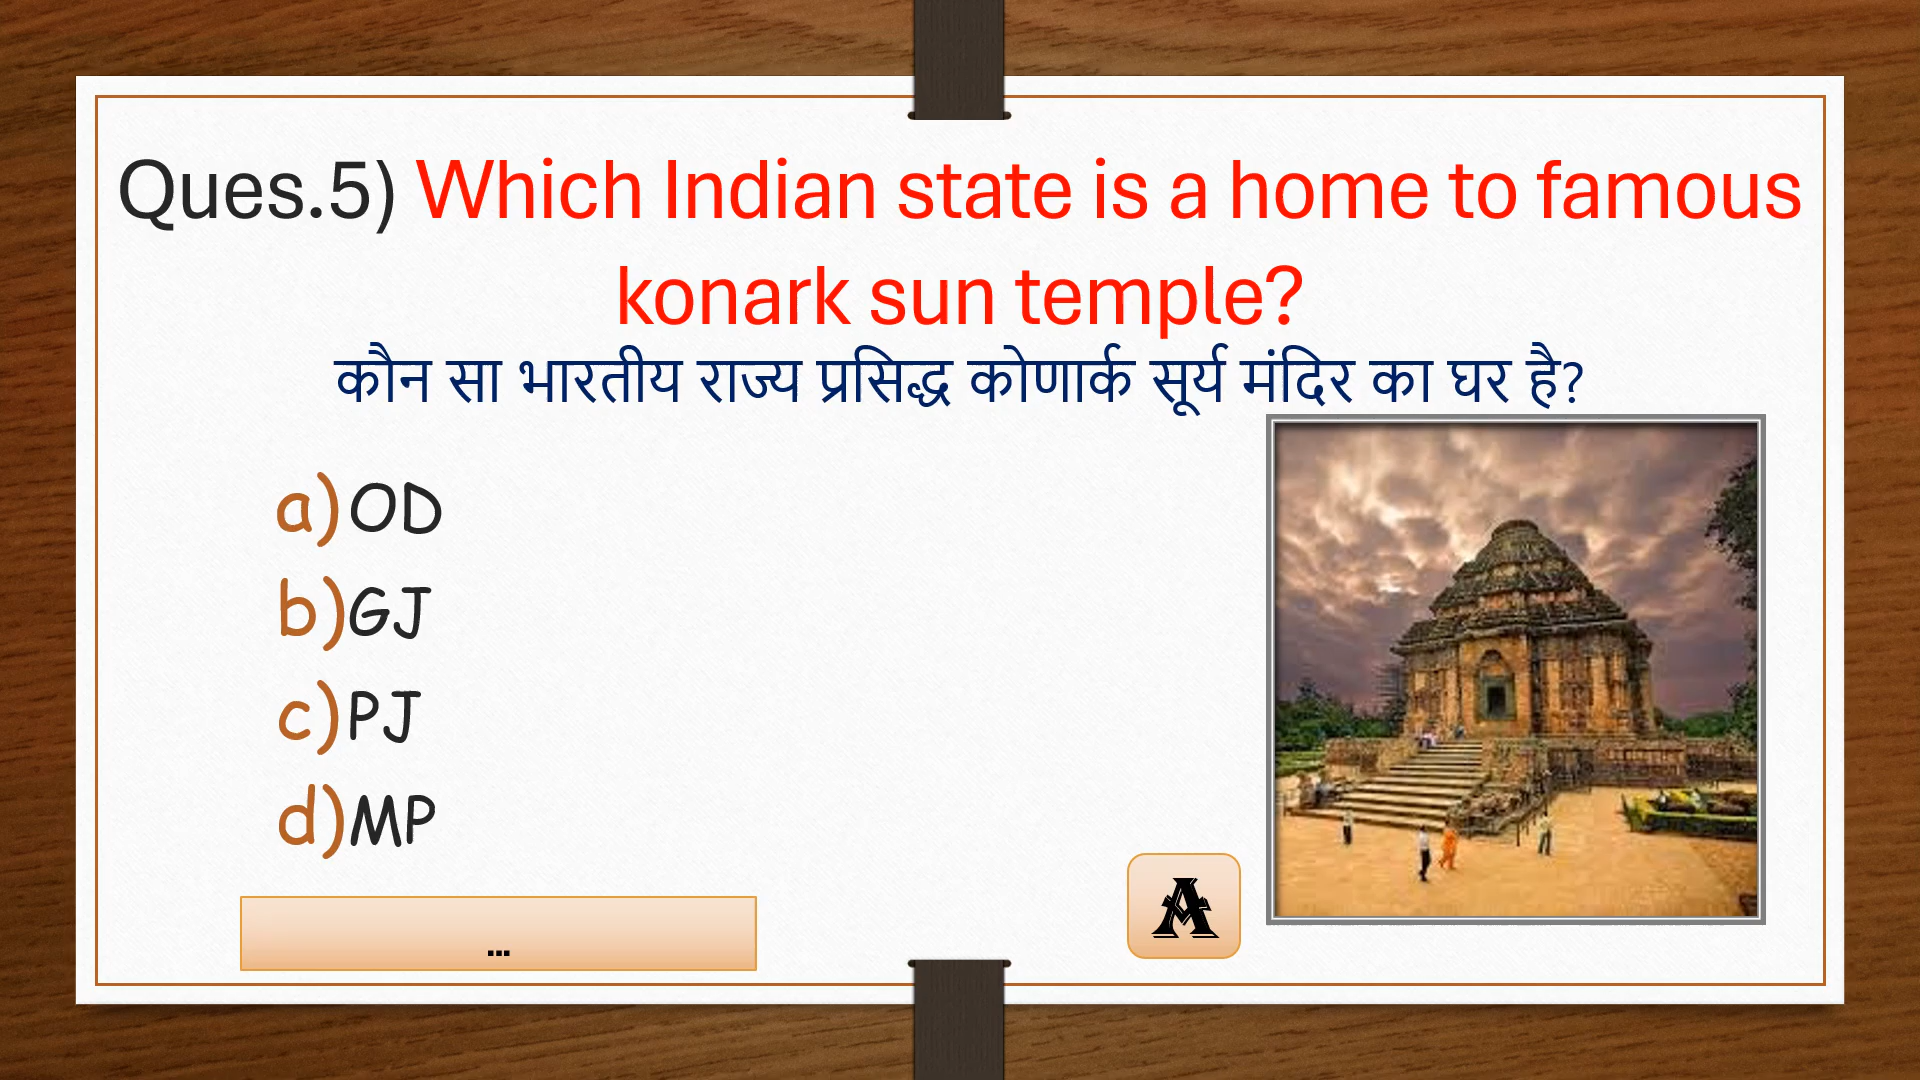 Ques.5) Which Indian state is a home to famous
konark sun temple?
कौन सा भारतीय राज्य प्रसिद्ध कोणार्क सूर्य मंदिर का घर है?
a) OD
b) GJ
c) PJ
d) MP
...
A